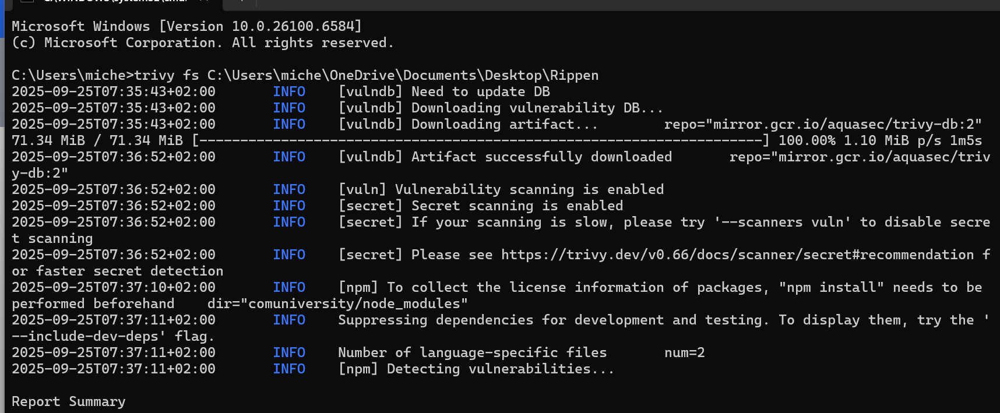 Microsoft Windows [Version 10.0.26100.6584]
(c) Microsoft Corporation. All rights reserved.
C:\Users\miche>trivy fs C:\Users\miche\OneDrive\Documents\Desktop\Rippen
2025-09-25T07:35:43+02:00 INFO [vulndb] Need to update DB
2025-09-25T07:35:43+02:00 INFO [vulndb] Downloading vulnerability DB...
2025-09-25T07:35:43+02:00 INFO [vulndb] Downloading artifact... repo="mirror.gcr.io/aquasec/trivy-db:2"
71.34 MiB / 71.34 MiB [---------------------------------------------------------------------] 100.00% 1.10 MiB p/s 1m5s
2025-09-25T07:36:52+02:00 INFO [vulndb] Artifact successfully downloaded repo="mirror.gcr.io/aquasec/triv
y-db:2"
2025-09-25T07:36:52+02:00 INFO [vuln] Vulnerability scanning is enabled
2025-09-25T07:36:52+02:00 INFO [secret] Secret scanning is enabled
2025-09-25T07:36:52+02:00 INFO [secret] If your scanning is slow, please try '--scanners vuln' to disable secre
t scanning
2025-09-25T07:36:52+02:00 INFO [secret] Please see https://trivy.dev/v0.66/docs/scanner/secret#recommendation f
or faster secret detection
2025-09-25T07:37:10+02:00 INFO [npm] To collect the license information of packages, "npm install" needs to be
performed beforehand dir="comuniversity/node_modules"
2025-09-25T07:37:11+02:00 INFO Suppressing dependencies for development and testing. To display them, try the '
--include-dev-deps' flag.
2025-09-25T07:37:11+02:00 INFO Number of language-specific files num=2
2025-09-25T07:37:11+02:00 INFO [npm] Detecting vulnerabilities...
Report Summary